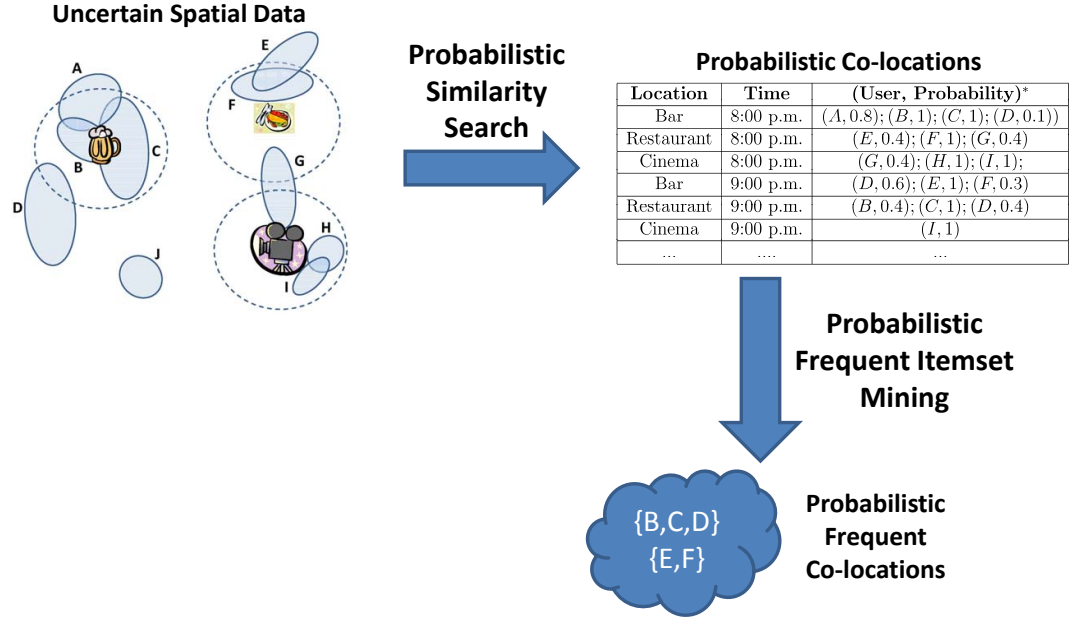 Uncertain Spatial Data
A
B
C
D
E
F
G
H
I
J
Probabilistic
Similarity
Search
Probabilistic Co-locations
Location Time (User, Probability)*
Bar 8:00 p.m. (A, 0.8); (B, 1); (C, 1); (D, 0.1))
Restaurant 8:00 p.m. (E, 0.4); (F, 1); (G, 0.4)
Cinema 8:00 p.m. (G, 0.4); (H, 1); (I, 1);
Bar 9:00 p.m. (D, 0.6); (E, 1); (F, 0.3)
Restaurant 9:00 p.m. (B, 0.4); (C, 1); (D, 0.4)
Cinema 9:00 p.m. (I, 1)
... .... ...
Probabilistic
Frequent Itemset
Mining
{B,C,D}
{E,F}
Probabilistic
Frequent
Co-locations